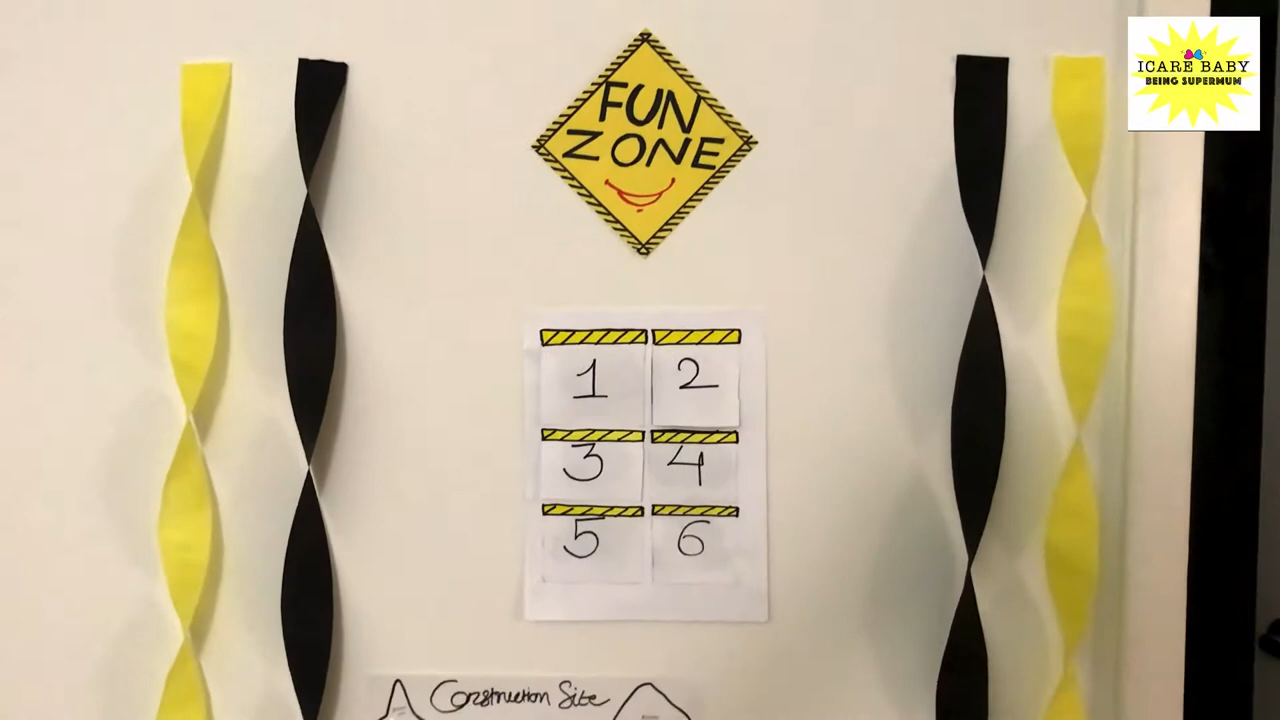 ICARE BABY
BEING SUPERMUM
FUN
ZONE
1 2
3 4
5 6
Construction Site